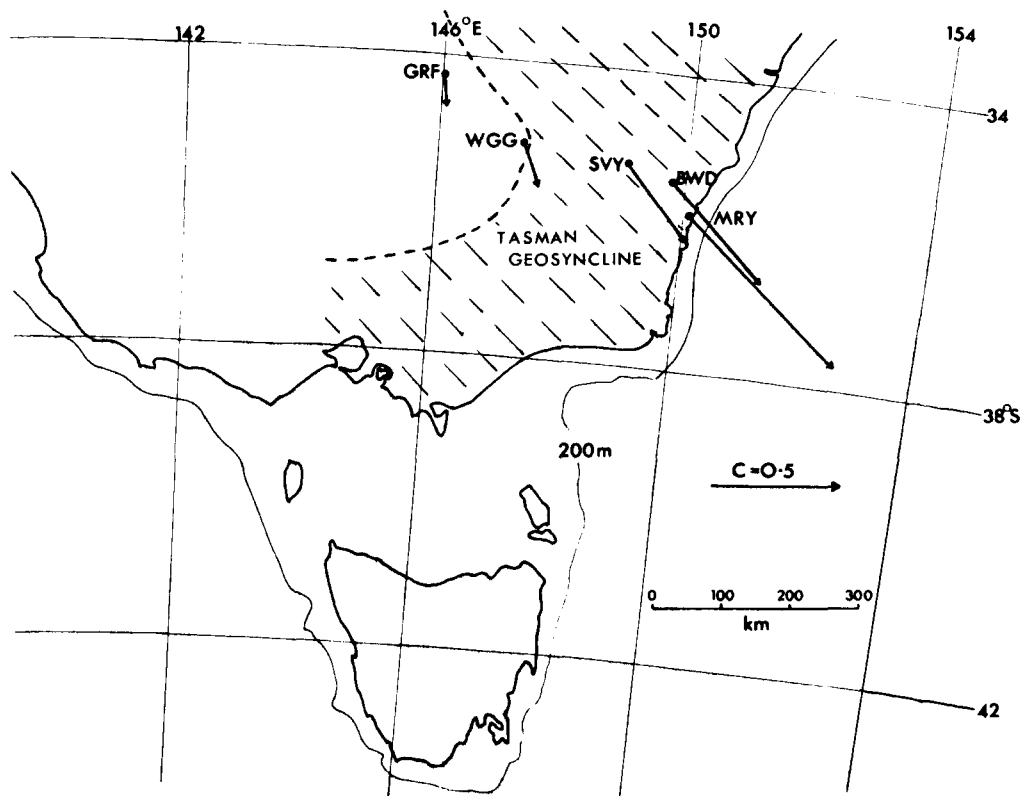 142
146°E
150
154
GRF
34
WGG
SVY
BWD
MRY
TASMAN
GEOSYNCLINE
38°S
200m
C=0·5
0 100 200 300
km
42